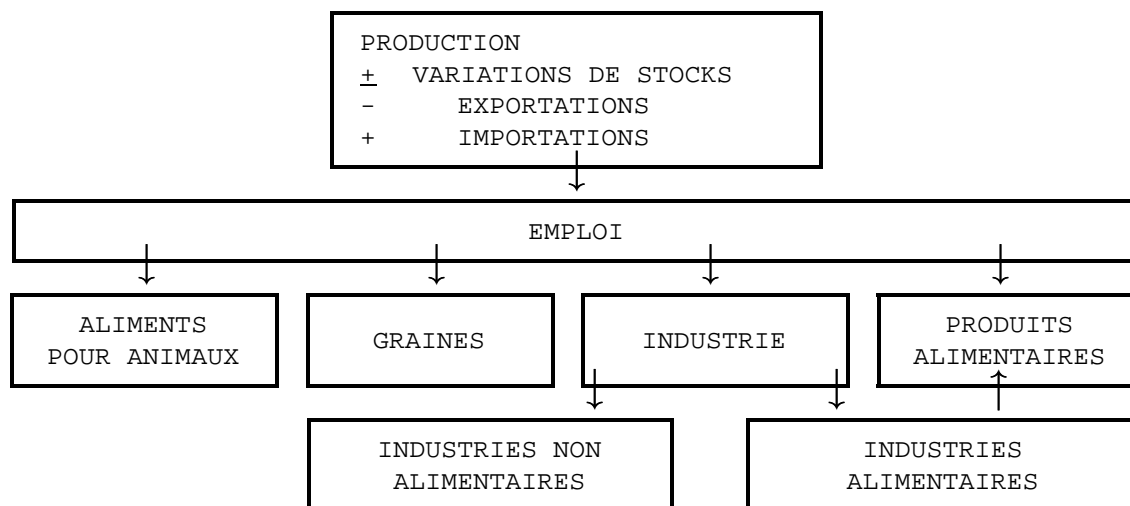 PRODUCTION
± VARIATIONS DE STOCKS
- EXPORTATIONS
+ IMPORTATIONS
EMPLOI
ALIMENTS
POUR ANIMAUX
GRAINES
INDUSTRIE
PRODUITS
ALIMENTAIRES
INDUSTRIES NON
ALIMENTAIRES
INDUSTRIES
ALIMENTAIRES